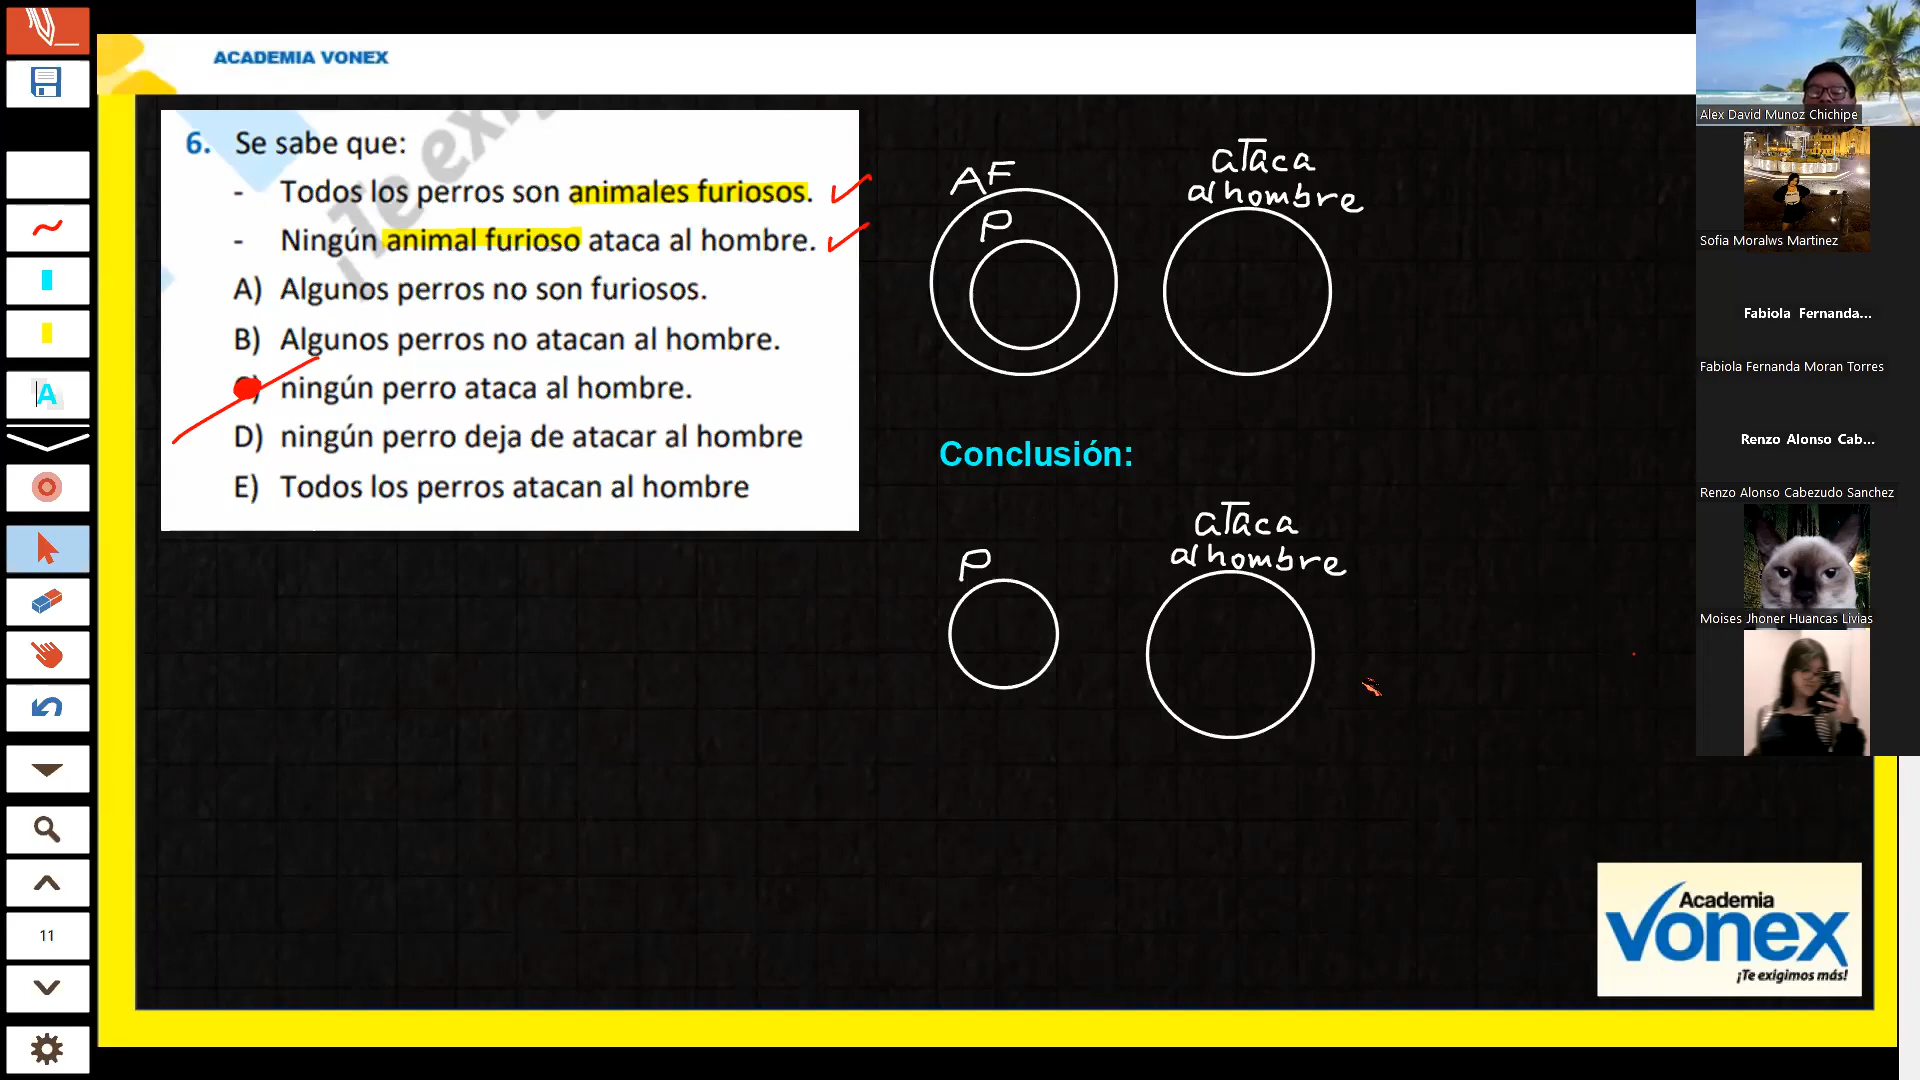 ACADEMIA VONEX
6. Se sabe que:
- Todos los perros son animales furiosos.
- Ningún animal furioso ataca al hombre.
A) Algunos perros no son furiosos.
B) Algunos perros no atacan al hombre.
C) ningún perro ataca al hombre.
D) ningún perro deja de atacar al hombre
E) Todos los perros atacan al hombre
¡Te exi
AF
P
ataca
al hombre
Conclusión:
P
ataca
al hombre
Academia
Vonex
¡Te exigimos más!
Alex David Munoz Chichipe
Sofia Moralws Martinez
Fabiola Fernanda...
Fabiola Fernanda Moran Torres
Renzo Alonso Cab...
Renzo Alonso Cabezudo Sanchez
Moises Jhoner Huancas Livias
A
11